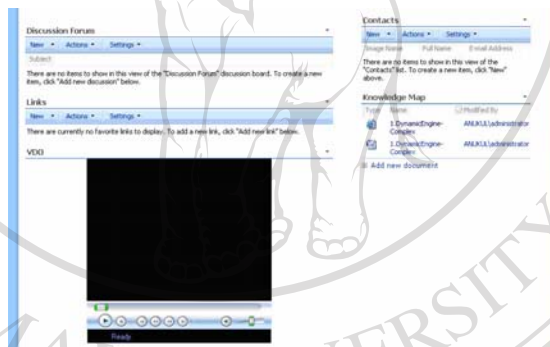 Discussion Forum
New Actions Settings
Subject
There are no items to show in this view of the "Discussion Forum" discussion board. To create a new
item, click "Add new discussion" below.
Links
New Actions Settings
There are currently no favorite links to display. To add a new link, click "Add new link" below.
VDO
Ready
Contacts
New Actions Settings
Image Name Full Name E-mail Address
There are no items to show in this view of the
"Contacts" list. To create a new item, click "New"
above.
Knowledge Map
Type Name Modified By
1.DynamicEngine-
Complex
ANUKUL\administrator
1.DynamicEngine-
Complex
ANUKUL\administrator
Add new document